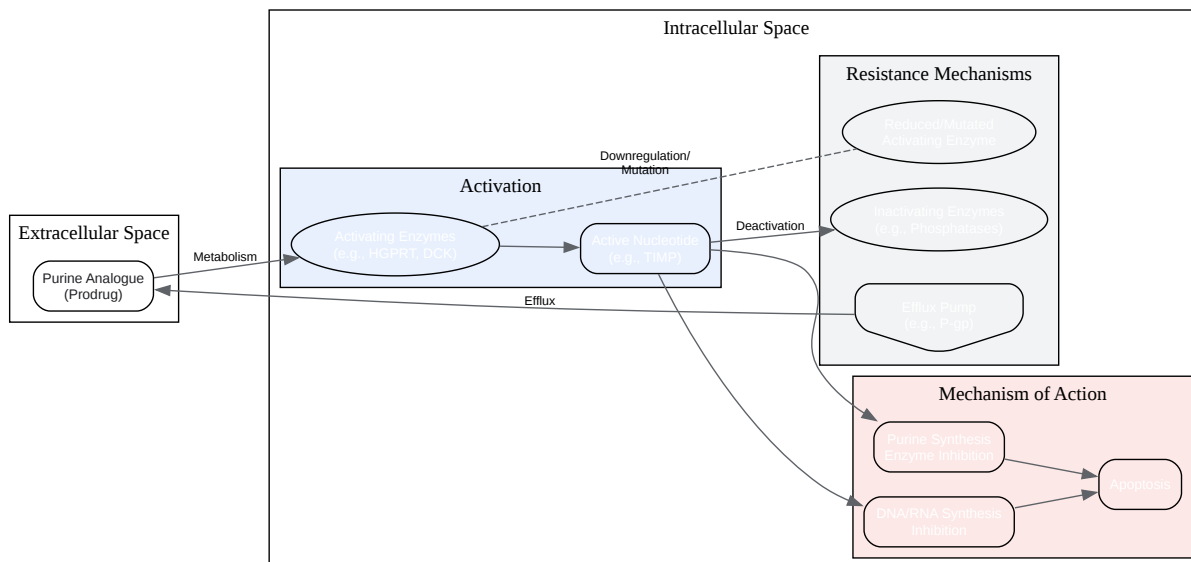 Intracellular Space
Resistance Mechanisms
Reduced/Mutated
Activating Enzyme
Downregulation/
Mutation
Activation
Inactivating Enzymes
(e.g., Phosphatases)
Deactivation
Extracellular Space
Activating Enzymes
(e.g., HGPRT, DCK)
Active Nucleotide
(e.g., TIMP)
Metabolism
Purine Analogue
(Prodrug)
Efflux
Efflux Pump
(e.g., P-gp)
Mechanism of Action
Purine Synthesis
Enzyme Inhibition
Apoptosis
DNA/RNA Synthesis
Inhibition